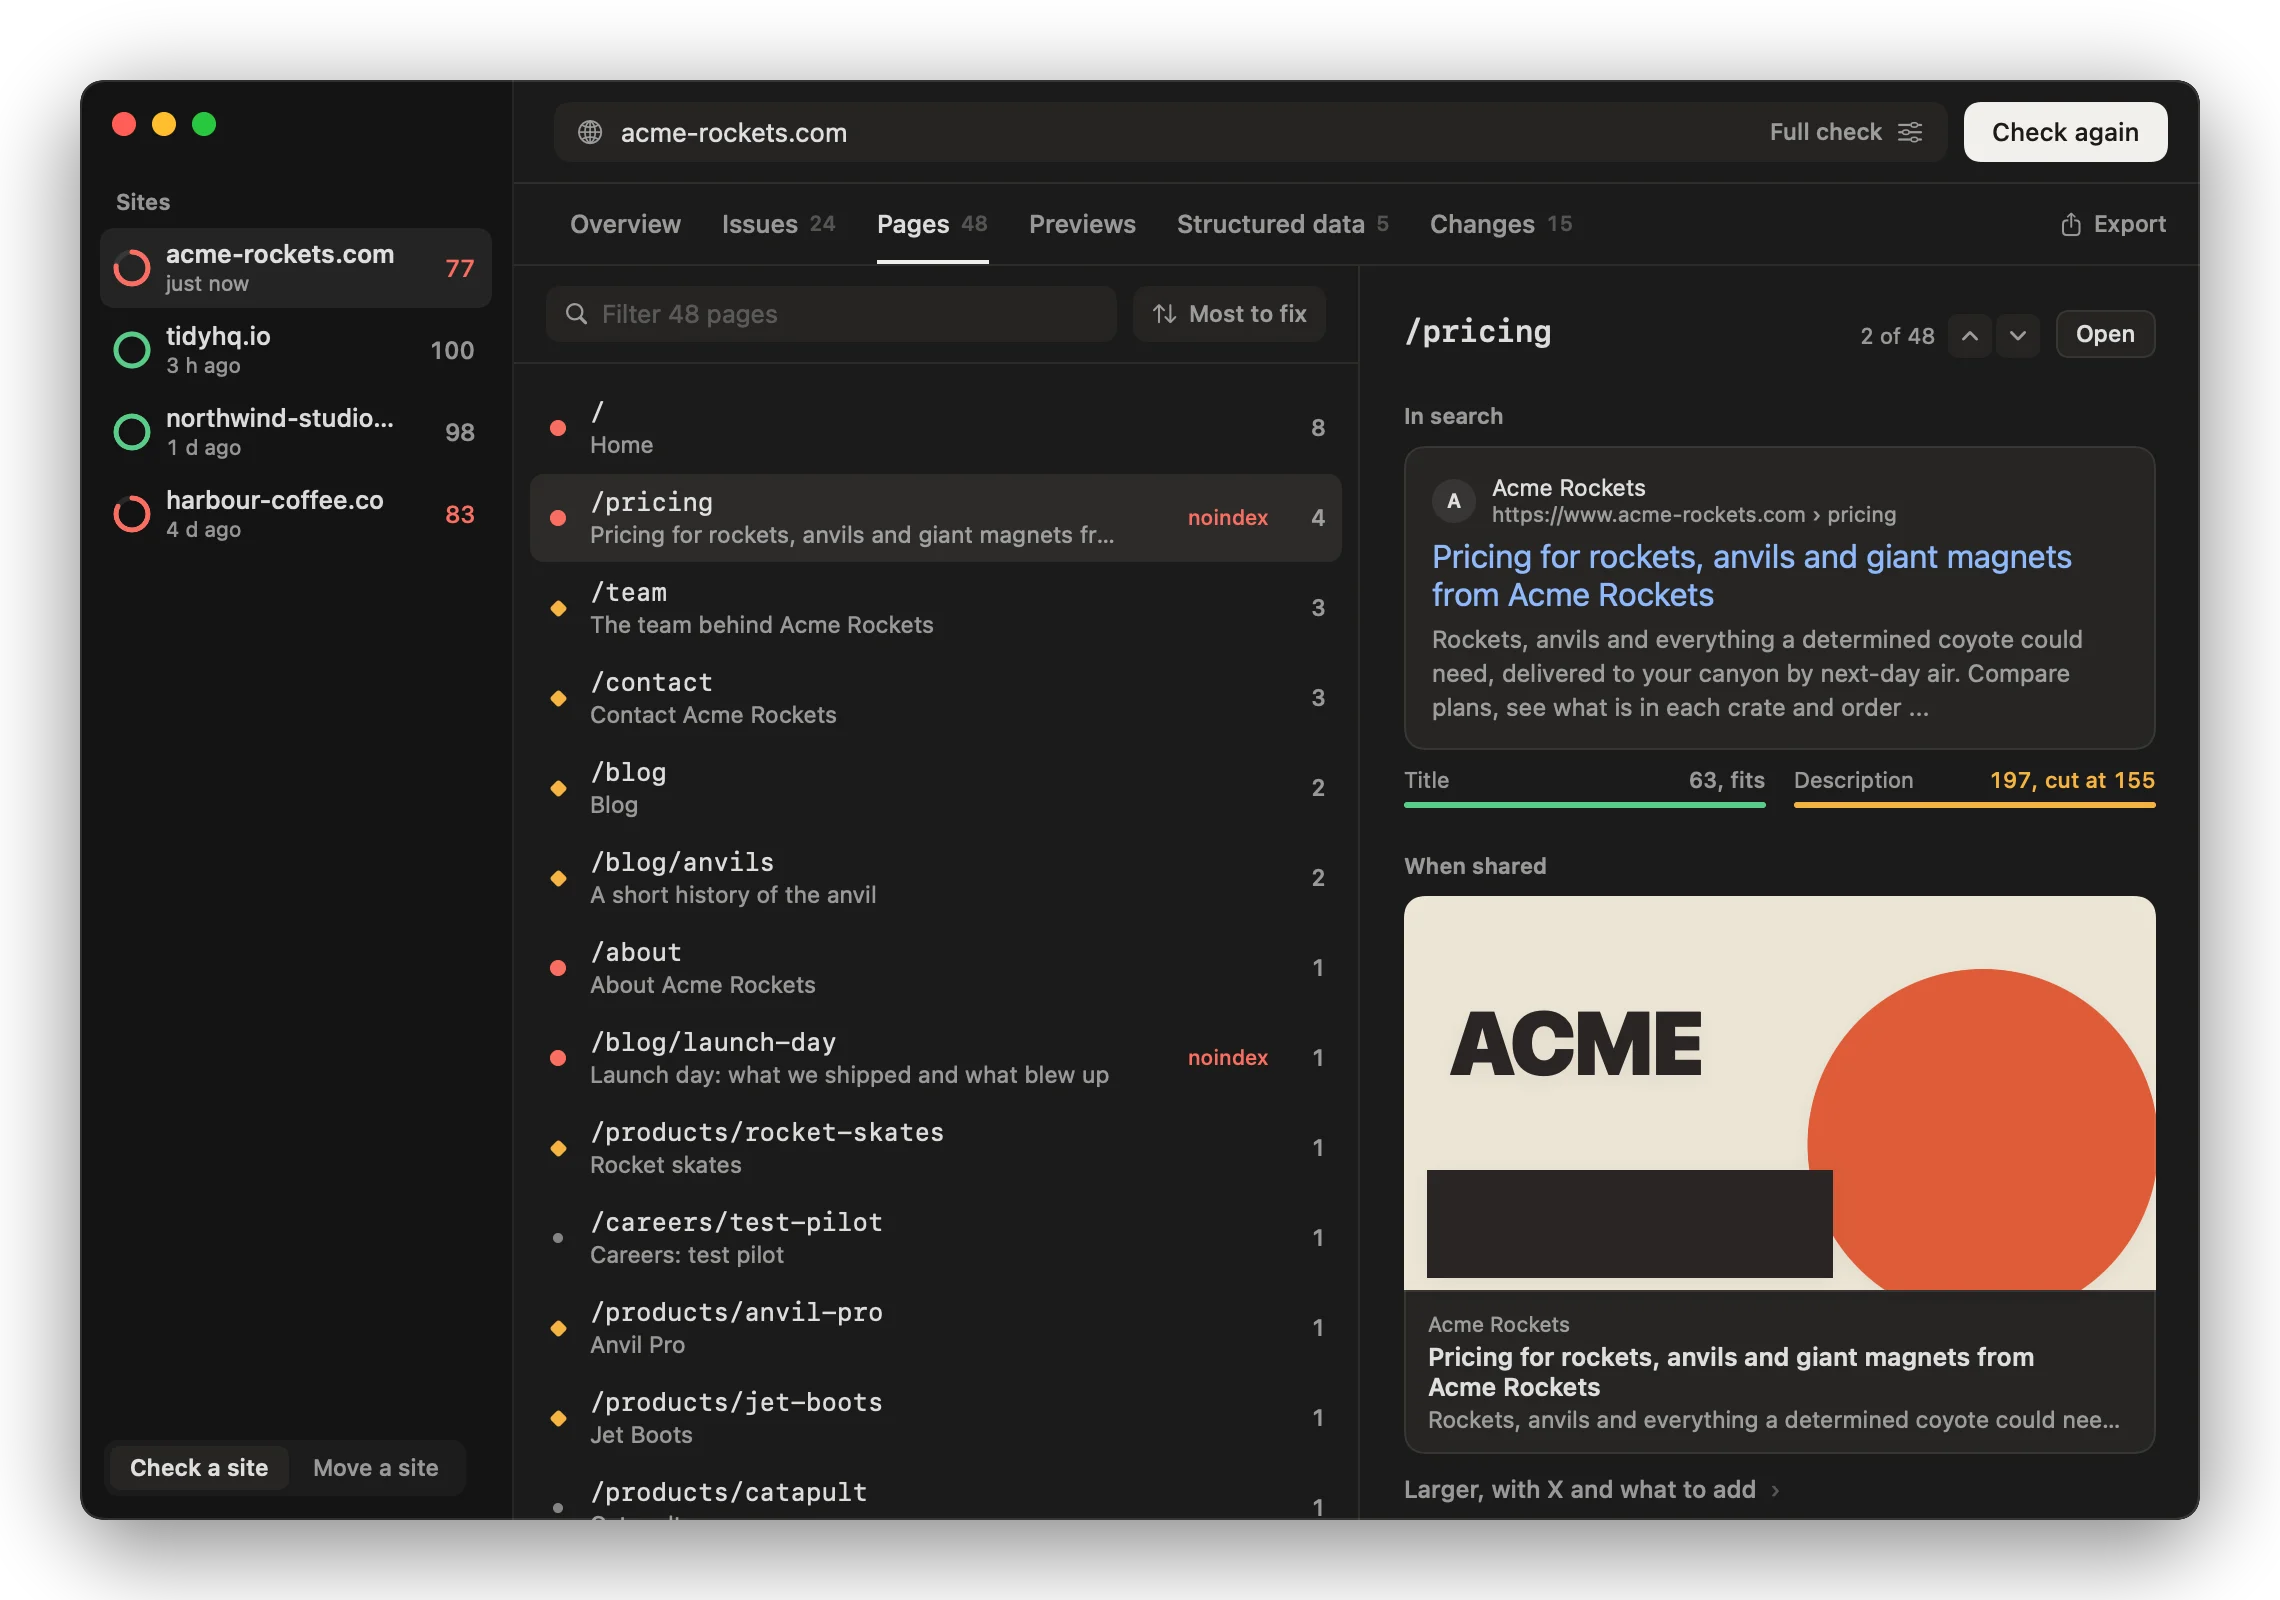 acme-rockets.com
Full check
Check again
Sites
acme-rockets.com
just now
77
tidyhq.io
3 h ago
100
northwind-studio...
1 d ago
98
harbour-coffee.co
4 d ago
83
Check a site
Move a site
Overview
Issues 24
Pages 48
Previews
Structured data 5
Changes 15
Export
Filter 48 pages
Most to fix
/
Home
8
/pricing
Pricing for rockets, anvils and giant magnets fr...
noindex
4
/team
The team behind Acme Rockets
3
/contact
Contact Acme Rockets
3
/blog
Blog
2
/blog/anvils
A short history of the anvil
2
/about
About Acme Rockets
1
/blog/launch-day
Launch day: what we shipped and what blew up
noindex
1
/products/rocket-skates
Rocket skates
1
/careers/test-pilot
Careers: test pilot
1
/products/anvil-pro
Anvil Pro
1
/products/jet-boots
Jet Boots
1
/products/catapult
1
/pricing
2 of 48
Open
In search
A
Acme Rockets
https://www.acme-rockets.com › pricing
Pricing for rockets, anvils and giant magnets
from Acme Rockets
Rockets, anvils and everything a determined coyote could
need, delivered to your canyon by next-day air. Compare
plans, see what is in each crate and order ...
Title
63, fits
Description
197, cut at 155
When shared
ACME
Acme Rockets
Pricing for rockets, anvils and giant magnets from
Acme Rockets
Rockets, anvils and everything a determined coyote could nee...
Larger, with X and what to add ›